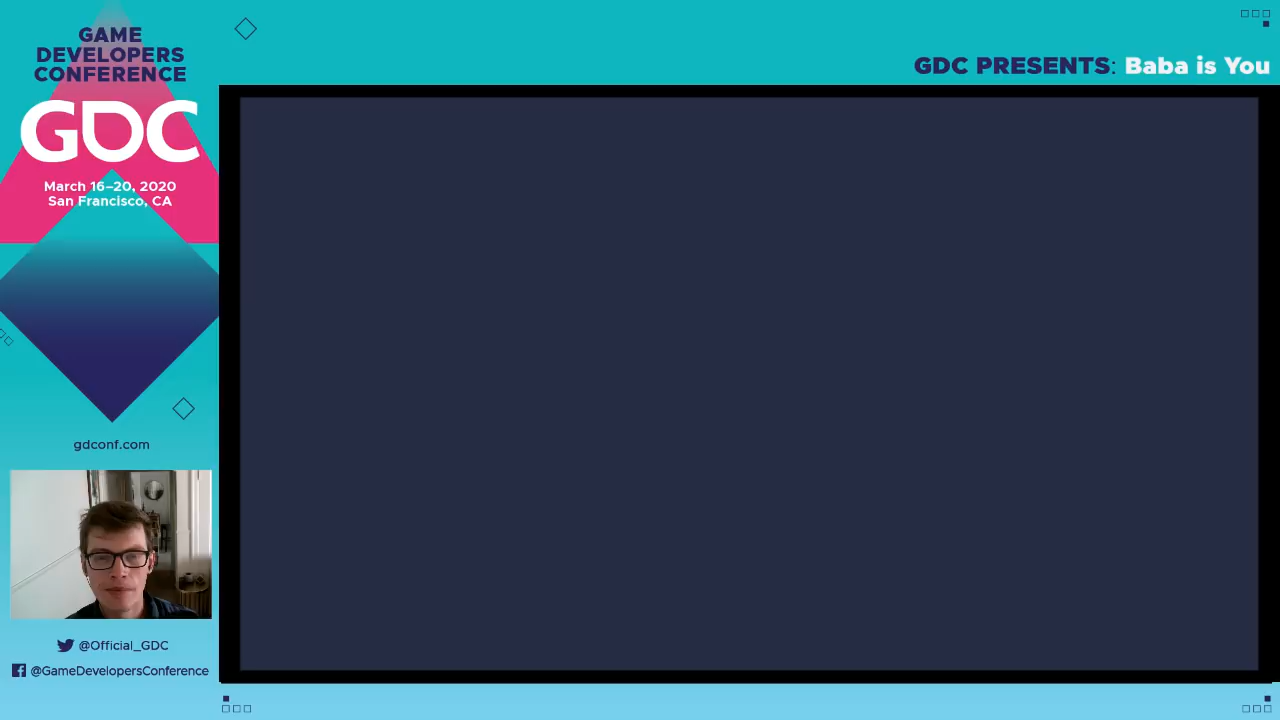 GAME
DEVELOPERS
CONFERENCE
GDC
March 16–20, 2020
San Francisco, CA
gdconf.com
@Official_GDC
@GameDevelopersConference
GDC PRESENTS: Baba is You